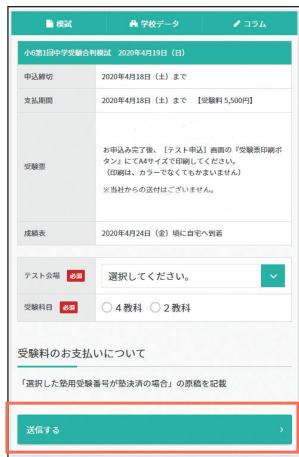 模試
学校データ
コラム
小6第1回中学受験合判模試 2020年4月19日（日）
申込締切
2020年4月18日（土）まで
支払期間
2020年4月18日（土）まで 【受験料 5,500円】
受験票
お申込み完了後、［テスト申込］画面の『受験票印刷ボ
タン』にてA4サイズで印刷してください。
（印刷は、カラーでなくてもかまいません）
※当社からの送付はございません。
成績表
2020年4月24日（金）頃に自宅へ到着
テスト会場 必須
選択してください。
受験科目 必須
4教科 2教科
受験料のお支払いについて
「選択した塾用受験番号が塾決済の場合」の原稿を記載
送信する